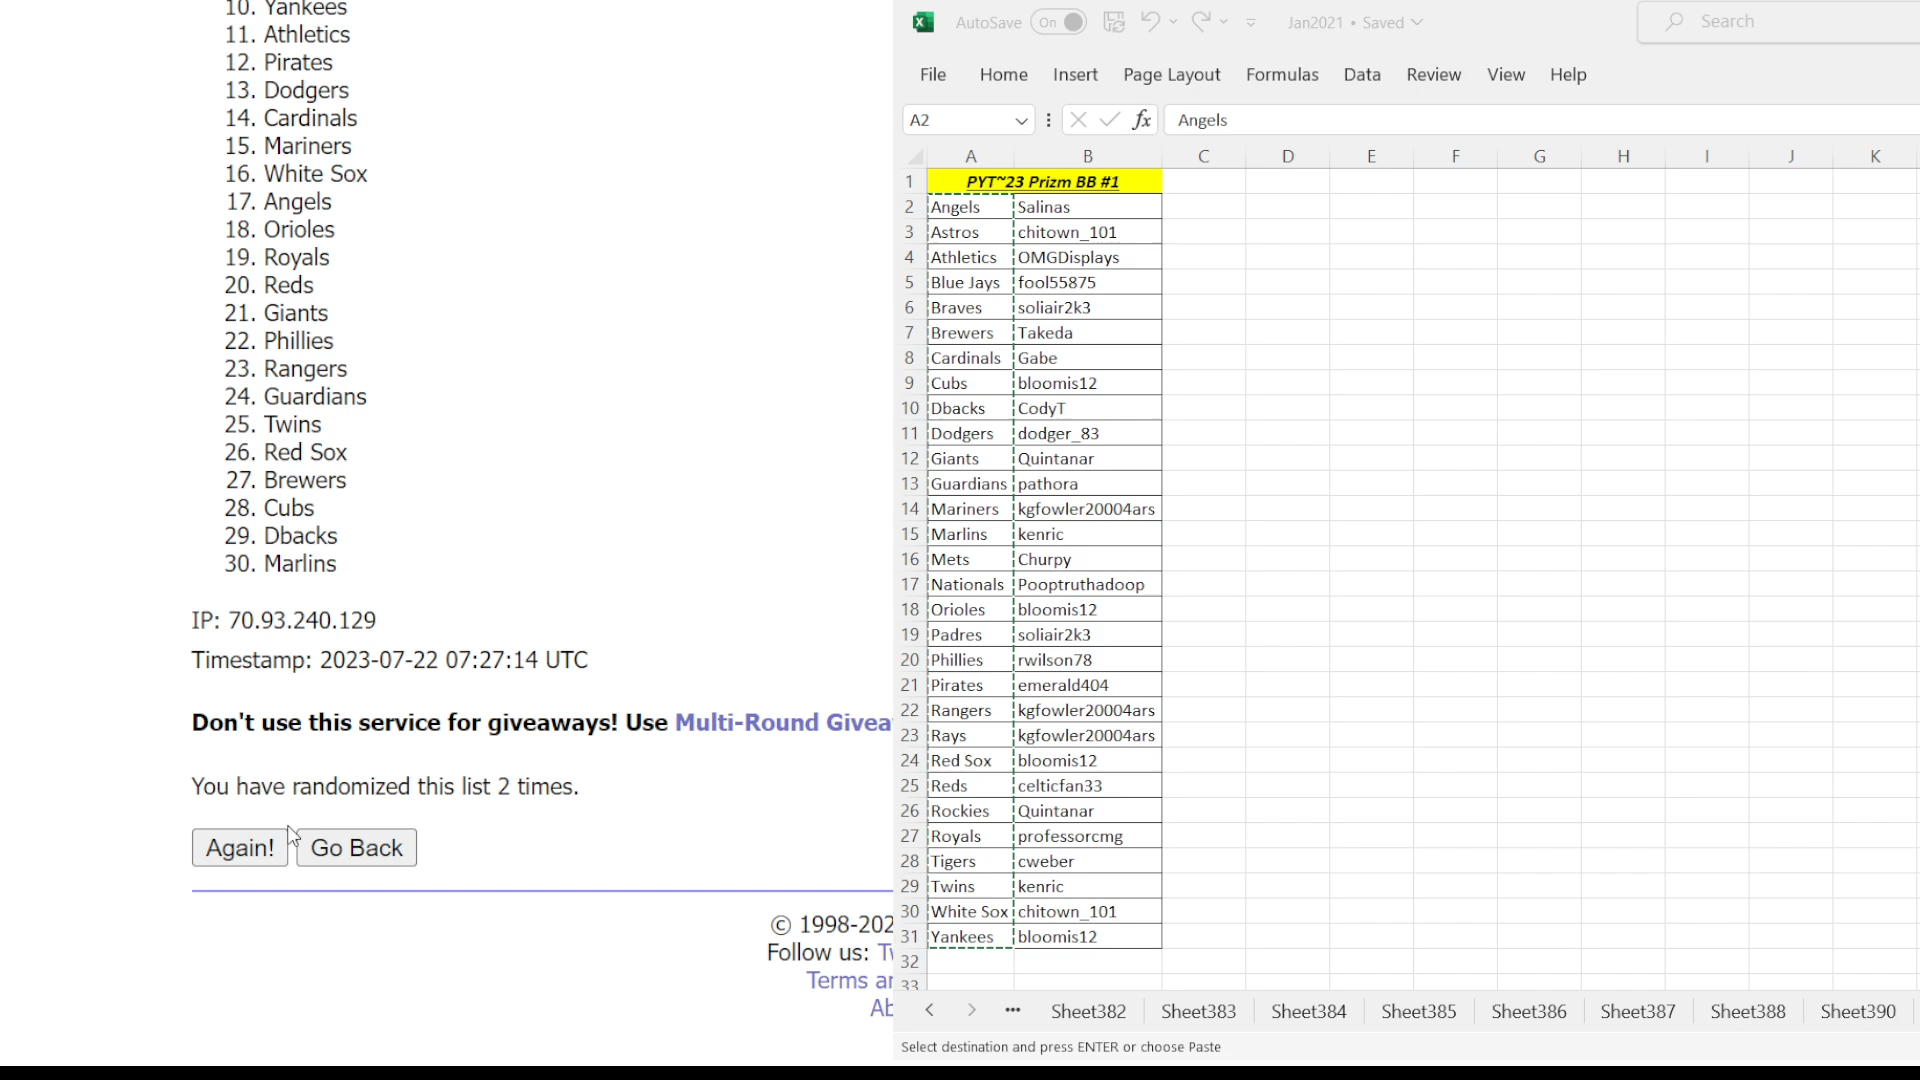 10. Yankees
11. Athletics
12. Pirates
13. Dodgers
14. Cardinals
15. Mariners
16. White Sox
17. Angels
18. Orioles
19. Royals
20. Reds
21. Giants
22. Phillies
23. Rangers
24. Guardians
25. Twins
26. Red Sox
27. Brewers
28. Cubs
29. Dbacks
30. Marlins
IP: 70.93.240.129
Timestamp: 2023-07-22 07:27:14 UTC
Don't use this service for giveaways! Use Multi-Round Givea
You have randomized this list 2 times.
Again! Go Back
© 1998-202
Follow us: Tw
Terms an
Ab
AutoSave On Jan2021 • Saved Search
File Home Insert Page Layout Formulas Data Review View Help
A2 fx Angels
A B C D E F G H I J K
1 PYT~23 Prizm BB #1
2 Angels Salinas
3 Astros chitown_101
4 Athletics OMGDisplays
5 Blue Jays fool55875
6 Braves soliair2k3
7 Brewers Takeda
8 Cardinals Gabe
9 Cubs bloomis12
10 Dbacks CodyT
11 Dodgers dodger_83
12 Giants Quintanar
13 Guardians pathora
14 Mariners kgfowler20004ars
15 Marlins kenric
16 Mets Churpy
17 Nationals Pooptruthadoop
18 Orioles bloomis12
19 Padres soliair2k3
20 Phillies rwilson78
21 Pirates emerald404
22 Rangers kgfowler20004ars
23 Rays kgfowler20004ars
24 Red Sox bloomis12
25 Reds celticfan33
26 Rockies Quintanar
27 Royals professorcmg
28 Tigers cweber
29 Twins kenric
30 White Sox chitown_101
31 Yankees bloomis12
32
33
Sheet382 Sheet383 Sheet384 Sheet385 Sheet386 Sheet387 Sheet388 Sheet390
Select destination and press ENTER or choose Paste